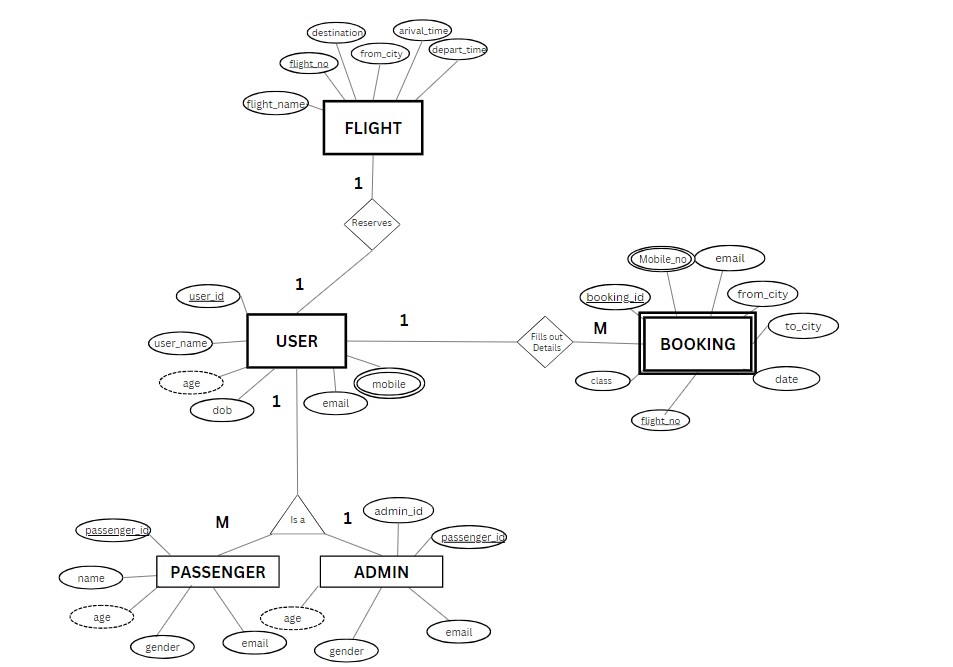 destination
arival_time
from_city
depart_time
flight_no
flight_name
FLIGHT
1
Reserves
1
user_id
user_name
age
dob
USER
email
mobile
1
Fills out
Details
M
Mobile_no
email
booking_id
from_city
to_city
BOOKING
class
date
flight_no
1
Is a
M
1
admin_id
passenger_id
passenger_id
PASSENGER
ADMIN
name
age
gender
email
age
gender
email